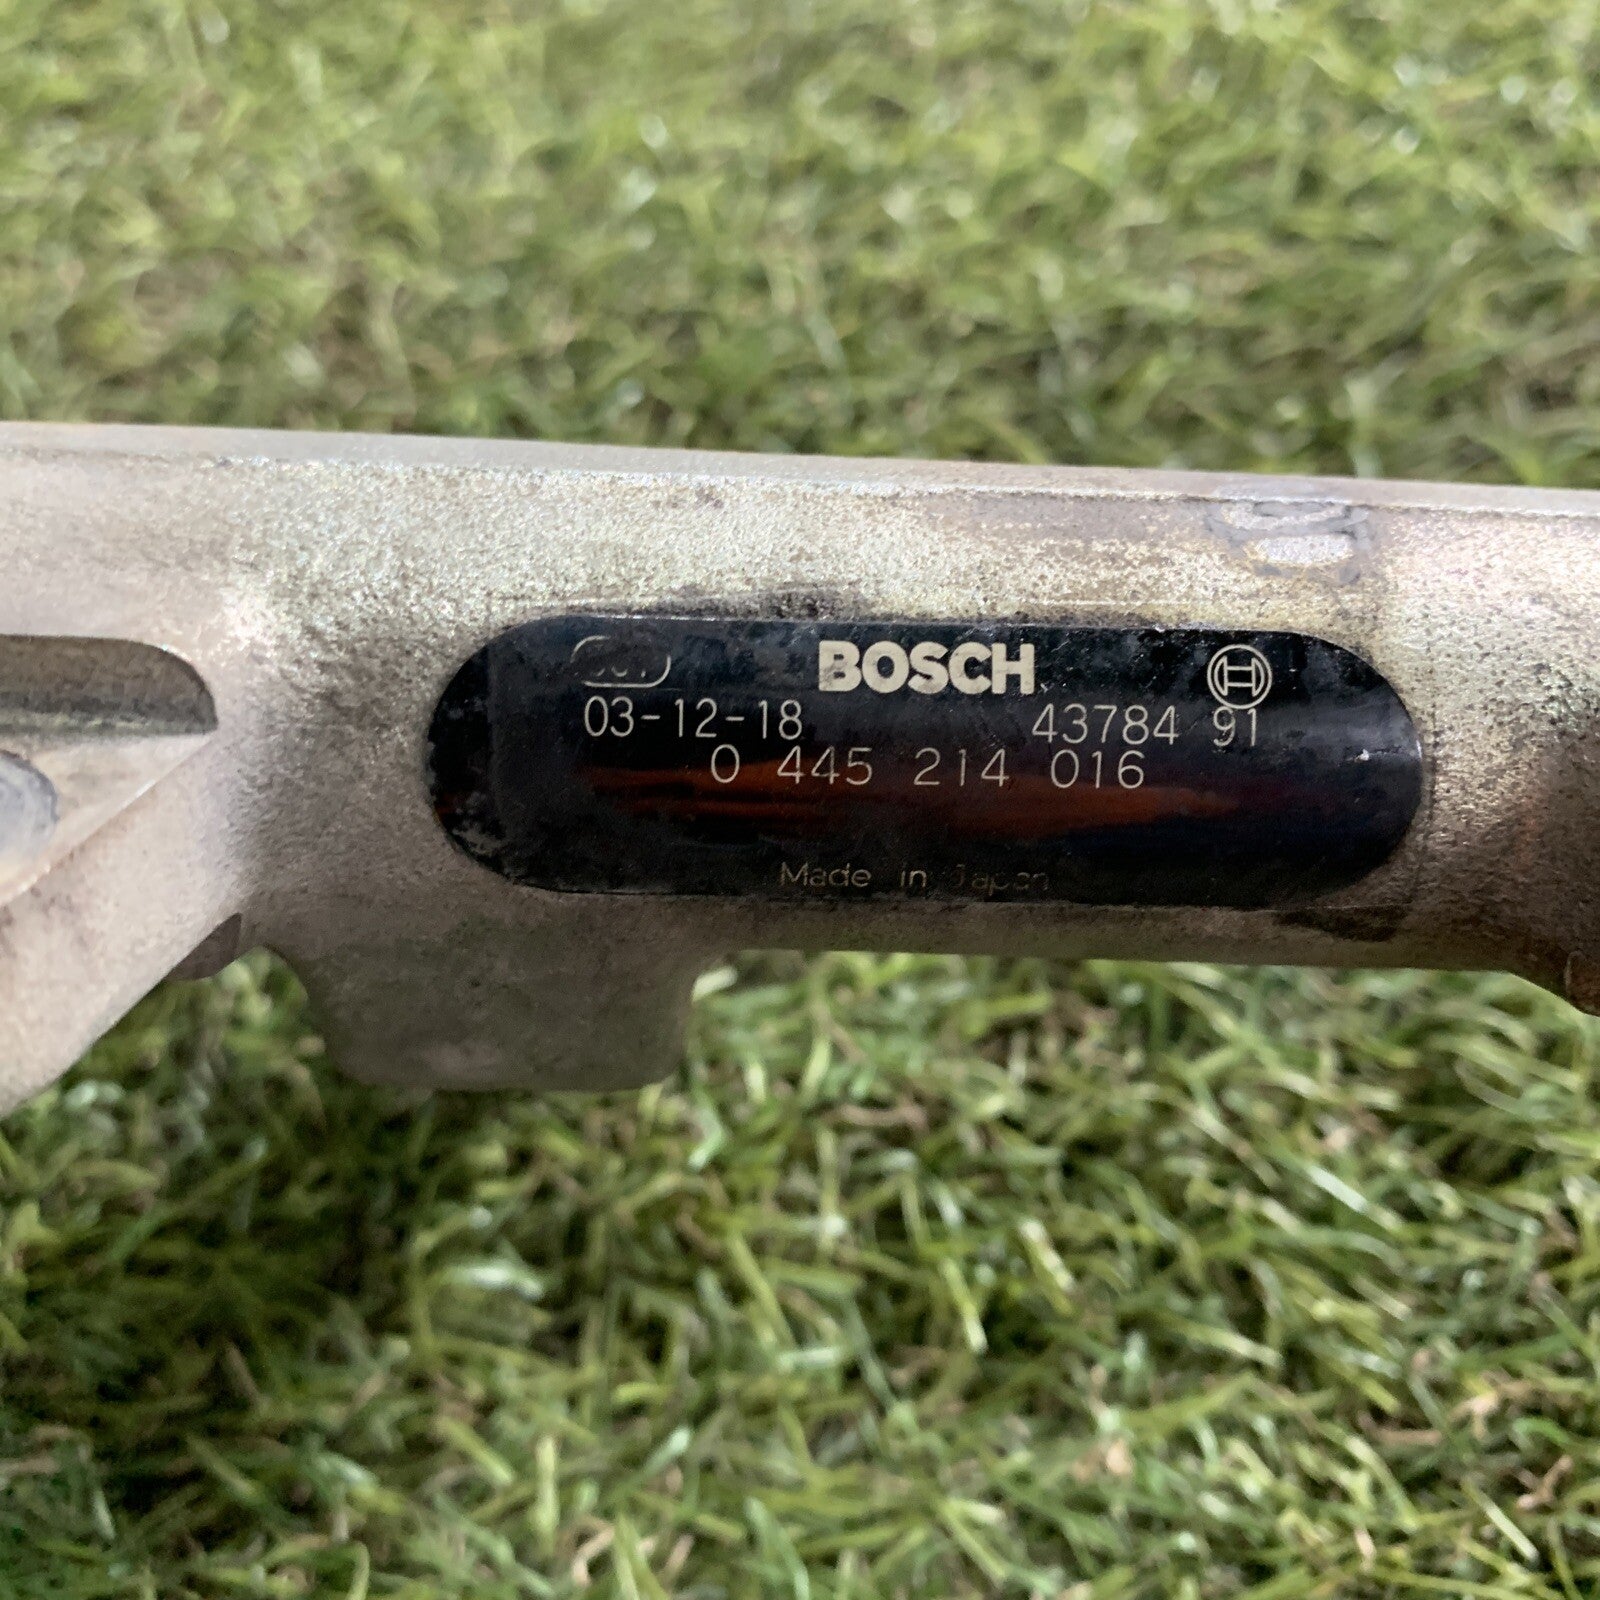 BOSCH
03-12-18 43784 91
0 445 214 016
Made in Japan